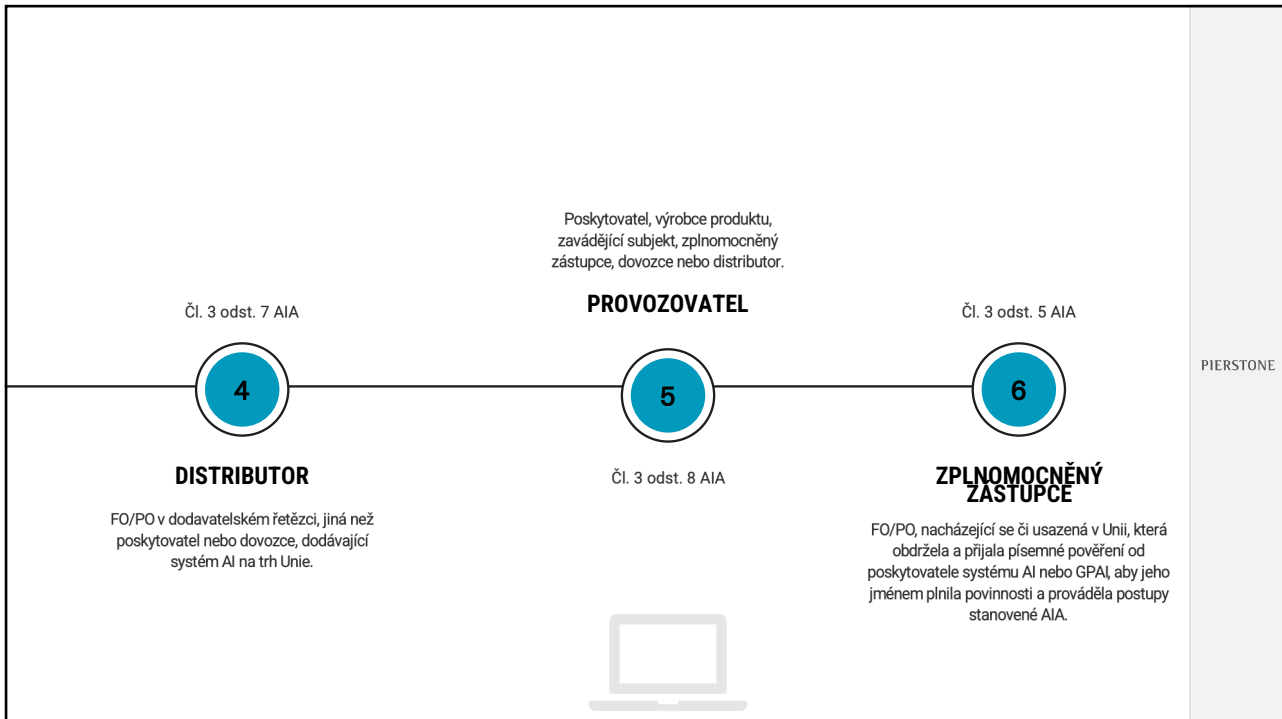 Čl. 3 odst. 7 AIA
4
DISTRIBUTOR
FO/PO v dodavatelském řetězci, jiná než
poskytovatel nebo dovozce, dodávající
systém AI na trh Unie.
Poskytovatel, výrobce produktu,
zavádějící subjekt, zplnomocněný
zástupce, dovozce nebo distributor.
PROVOZOVATEL
5
Čl. 3 odst. 8 AIA
Čl. 3 odst. 5 AIA
6
ZPLNOMOCNĚNÝ
ZÁSTUPCE
FO/PO, nacházející se či usazená v Unii, která
obdržela a přijala písemné pověření od
poskytovatele systému AI nebo GPAI, aby jeho
jménem plnila povinnosti a prováděla postupy
stanovené AIA.
PIERSTONE